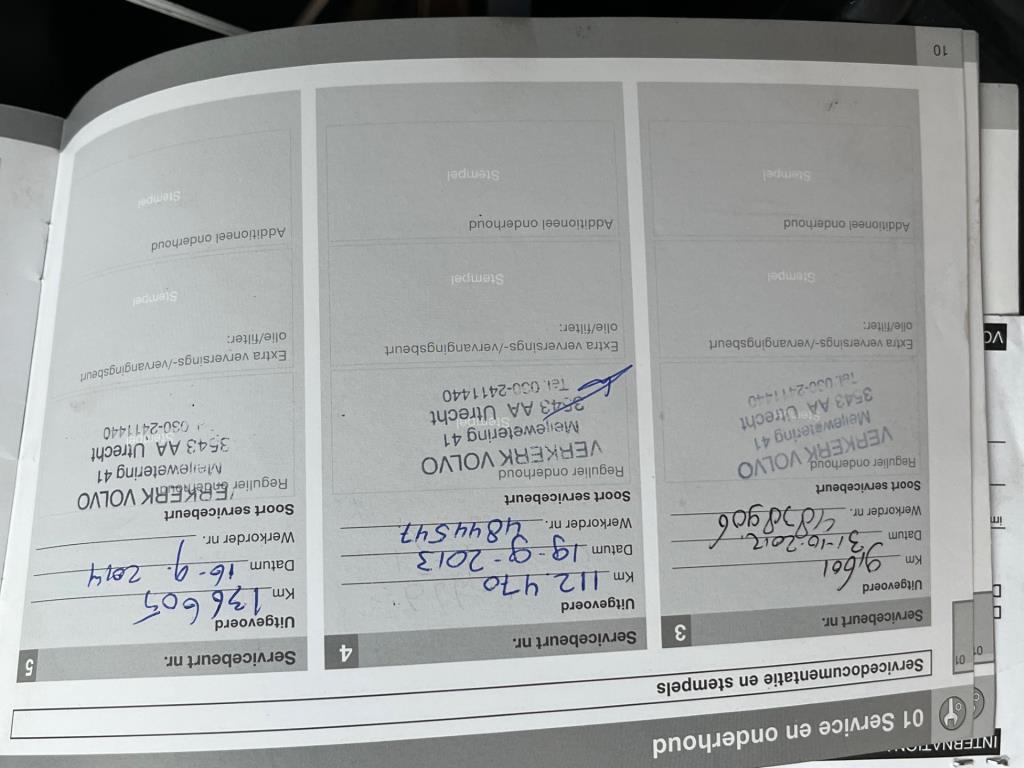 INTERNATION
01 Service en onderhoud
Servicedocumentatie en stempels
01
Servicebeurt nr. 3
Uitgevoerd
Km
Datum 31-10-2012
Werkorder nr.
Soort servicebeurt
Regulier onderhoud
VERKERK VOLVO
Meijewetering 41
3543 AA Utrecht
Tel. 030-2411440
Stempel
Extra verversings-/vervangingsbeurt
olie/filter:
Stempel
Additioneel onderhoud
Stempel
Servicebeurt nr. 4
Uitgevoerd
Km 112 470
Datum 19-9-2013
Werkorder nr. 4844547
Soort servicebeurt
Regulier onderhoud
VERKERK VOLVO
Meijewetering 41
3543 AA Utrecht
Stempel
Tel. 030-2411440
Extra verversings-/vervangingsbeurt
olie/filter:
Stempel
Additioneel onderhoud
Stempel
Servicebeurt nr. 5
Uitgevoerd
Km 136605
Datum 16-9-2014
Werkorder nr.
Soort servicebeurt
Regulier onderhoud
VERKERK VOLVO
Meijewetering 41
3543 AA Utrecht
030-2411440
Extra verversings-/vervangingsbeurt
olie/filter:
Stempel
Additioneel onderhoud
Stempel
10